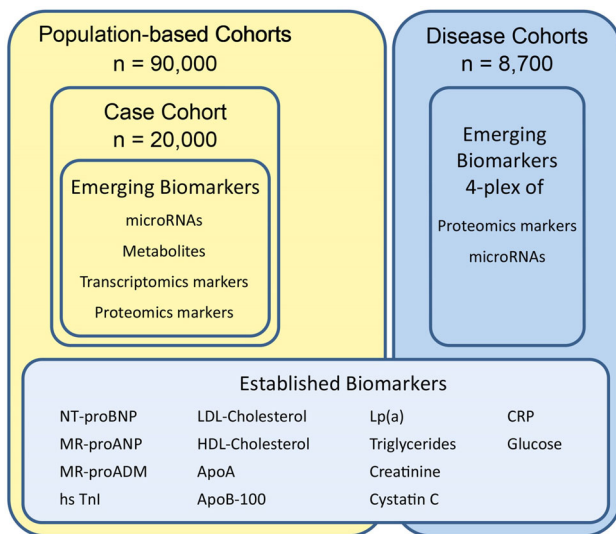 Population-based Cohorts
n = 90,000
Case Cohort
n = 20,000
Emerging Biomarkers
microRNAs
Metabolites
Transcriptomics markers
Proteomics markers
Disease Cohorts
n = 8,700
Emerging
Biomarkers
4-plex of
Proteomics markers
microRNAs
Established Biomarkers
NT-proBNP LDL-Cholesterol Lp(a) CRP
MR-proANP HDL-Cholesterol Triglycerides Glucose
MR-proADM ApoA Creatinine
hs TnI ApoB-100 Cystatin C